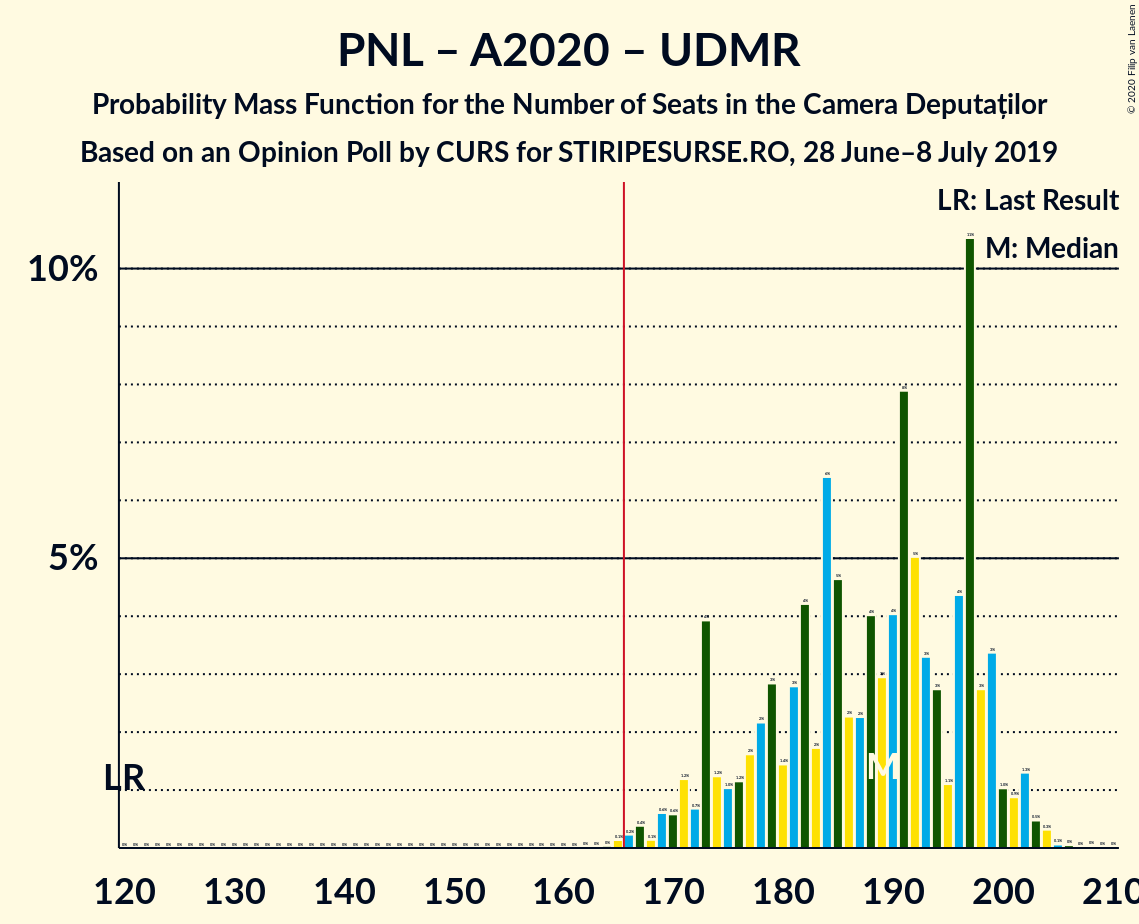 PNL – A2020 – UDMR
Probability Mass Function for the Number of Seats in the Camera Deputaților
Based on an Opinion Poll by CURS for STIRIPESURSE.RO, 28 June–8 July 2019
© 2020 Filip van Laenen
LR: Last Result
M: Median
10%
5%
LR
M
120 130 140 150 160 170 180 190 200 210